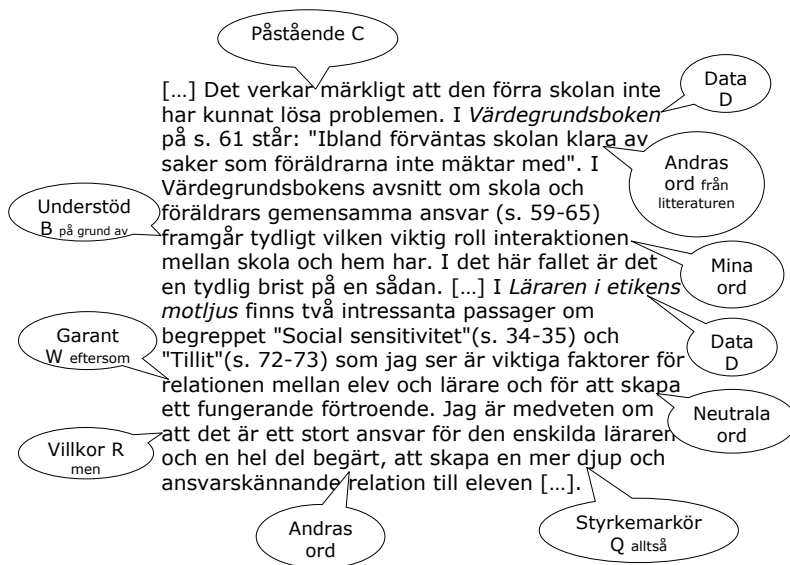 Påstående C
[...] Det verkar märkligt att den förra skolan inte
har kunnat lösa problemen. I Värdegrundsboken
på s. 61 står: "Ibland förväntas skolan klara av
saker som föräldrarna inte mäktar med". I
Värdegrundsbokens avsnitt om skola och
föräldrars gemensamma ansvar (s. 59-65)
framgår tydligt vilken viktig roll interaktionen
mellan skola och hem har. I det här fallet är det
en tydlig brist på en sådan. [...] I Läraren i etikens
motljus finns två intressanta passager om
begreppet "Social sensitivitet"(s. 34-35) och
"Tillit"(s. 72-73) som jag ser är viktiga faktorer för
relationen mellan elev och lärare och för att skapa
ett fungerande förtroende. Jag är medveten om
att det är ett stort ansvar för den enskilda läraren
och en hel del begärt, att skapa en mer djup och
ansvarskännande relation till eleven [...].
Data
D
Andras
ord från
litteraturen
Understöd
B på grund av
Mina
ord
Garant
W eftersom
Data
D
Neutrala
ord
Villkor R
men
Andras
ord
Styrkemarkör
Q alltså